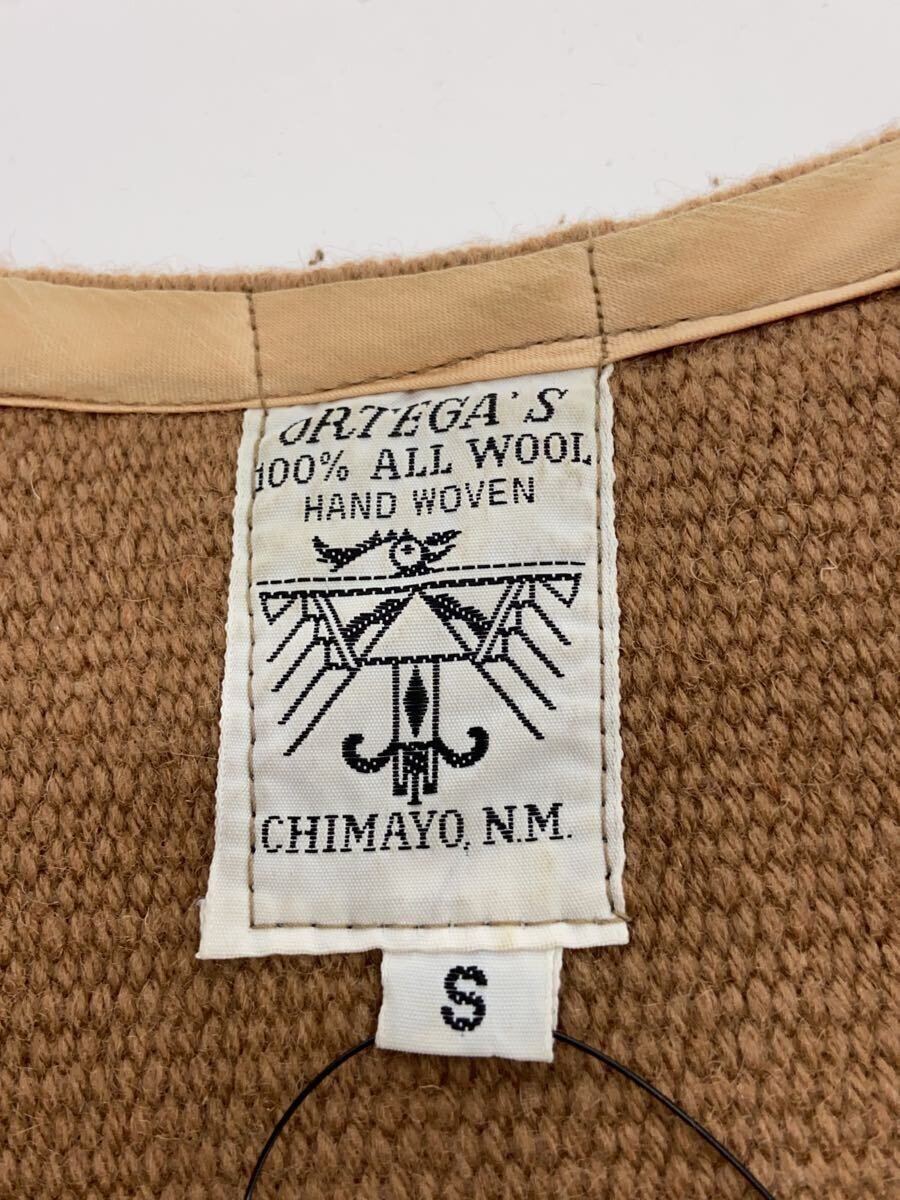 ORTEGA'S
100% ALL WOOL
HAND WOVEN
CHIMAYO, N.M.
S